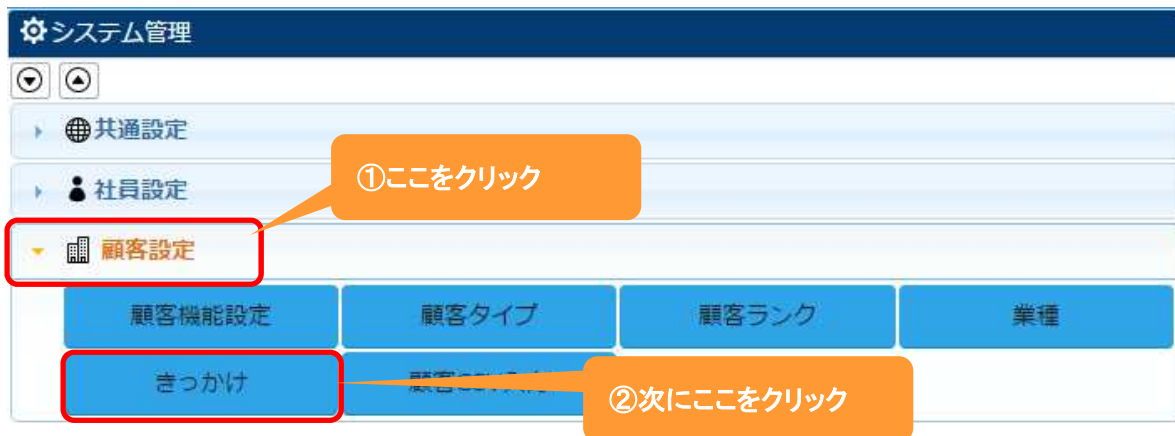 システム管理
共通設定
①ここをクリック
社員設定
顧客設定
顧客機能設定 顧客タイプ 顧客ランク 業種
きっかけ
②次にここをクリック